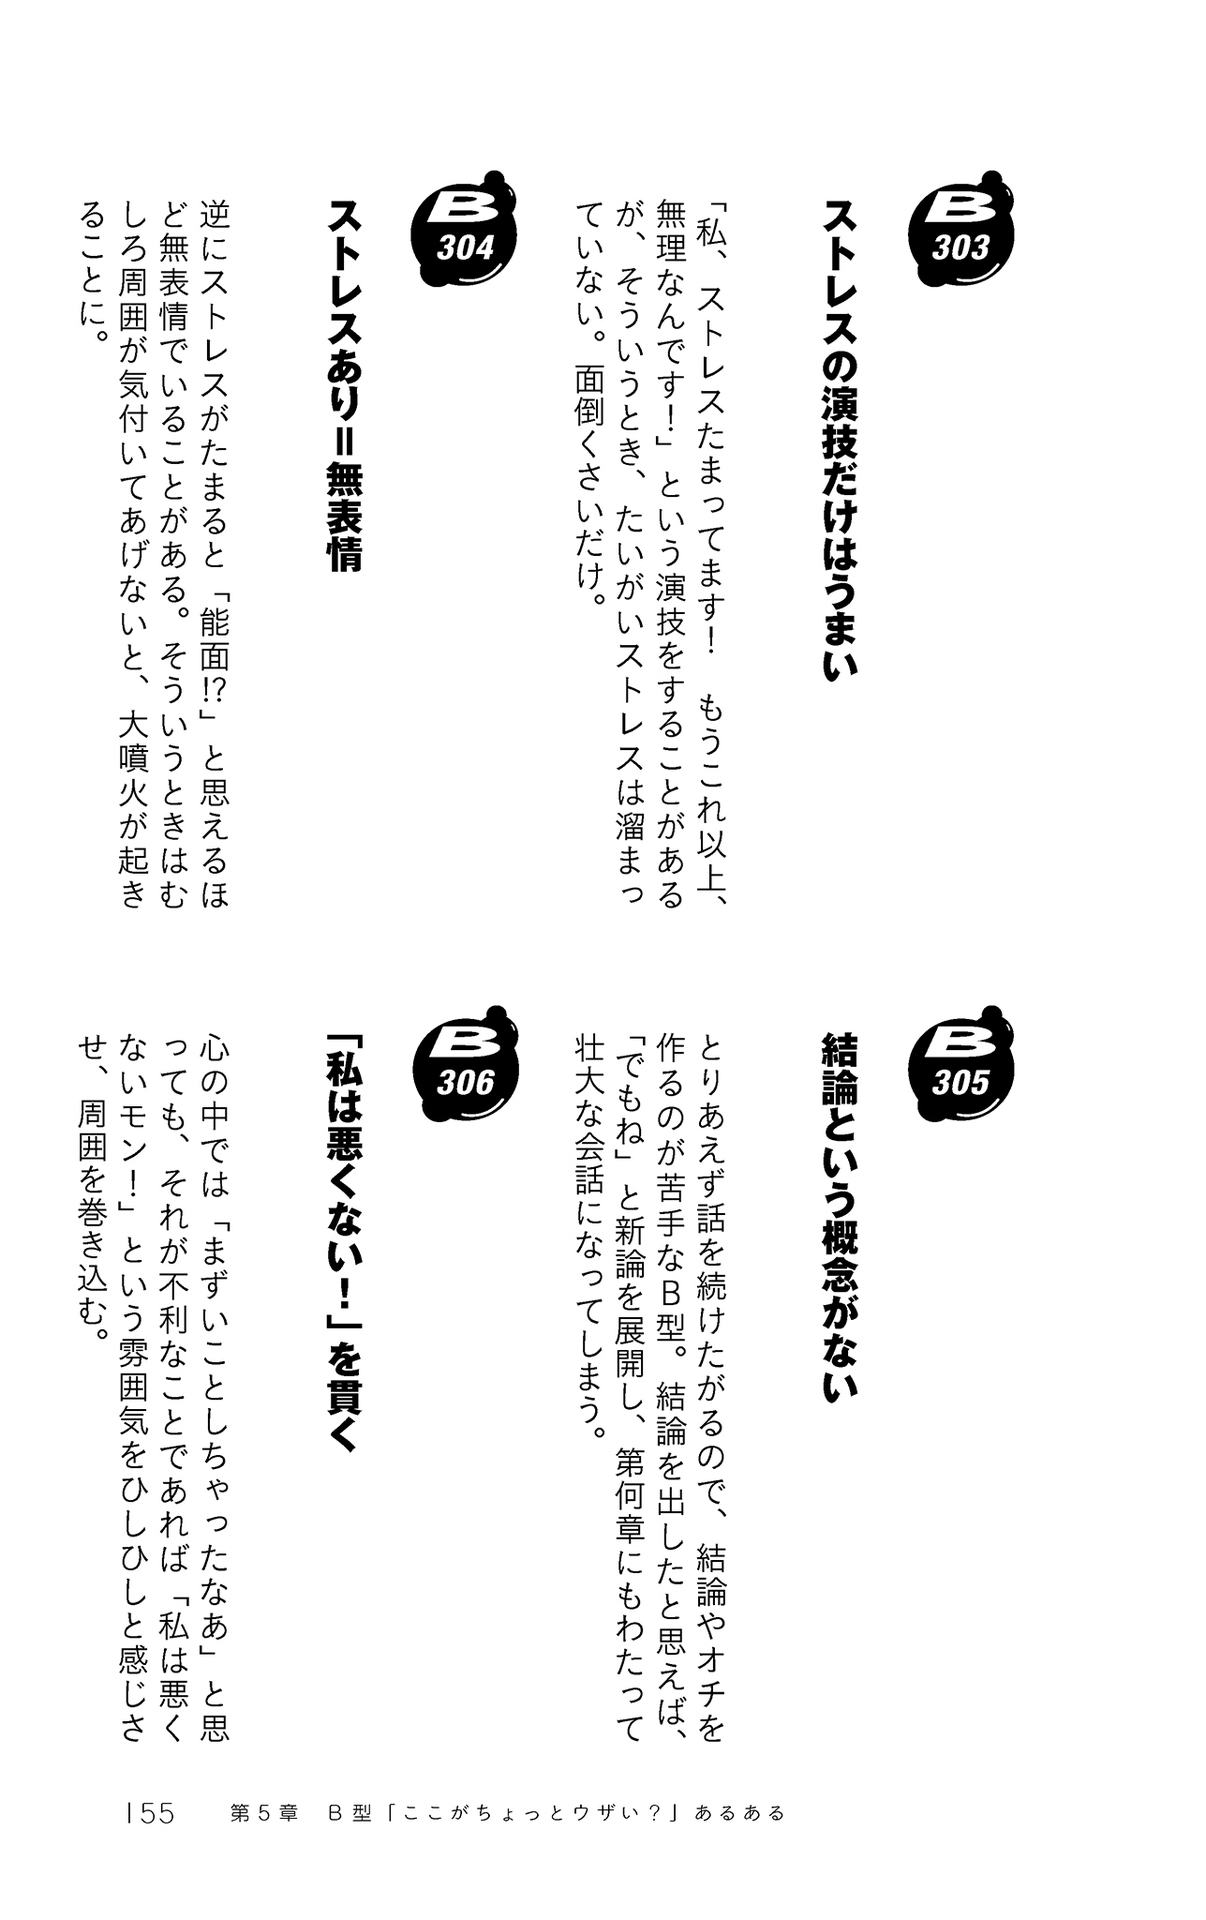 B
303
ストレスの演技だけはうまい
「私、ストレスたまってます！　もうこれ以上、
無理なんです！」という演技をすることがある
が、そういうとき、たいがいストレスは溜まっ
ていない。面倒くさいだけ。
B
304
ストレスあり＝無表情
逆にストレスがたまると「能面!?」と思えるほ
ど無表情でいることがある。そういうときはむ
しろ周囲が気付いてあげないと、大噴火が起き
ることに。
B
305
結論という概念がない
とりあえず話を続けたがるので、結論やオチを
作るのが苦手なＢ型。結論を出したと思えば、
「でもね」と新論を展開し、第何章にもわたって
壮大な会話になってしまう。
B
306
「私は悪くない！」を貫く
心の中では「まずいことしちゃったなあ」と思
っても、それが不利なことであれば「私は悪く
ないモン！」という雰囲気をひしひしと感じさ
せ、周囲を巻き込む。
155　第5章　B型「ここがちょっとウザい？」あるある